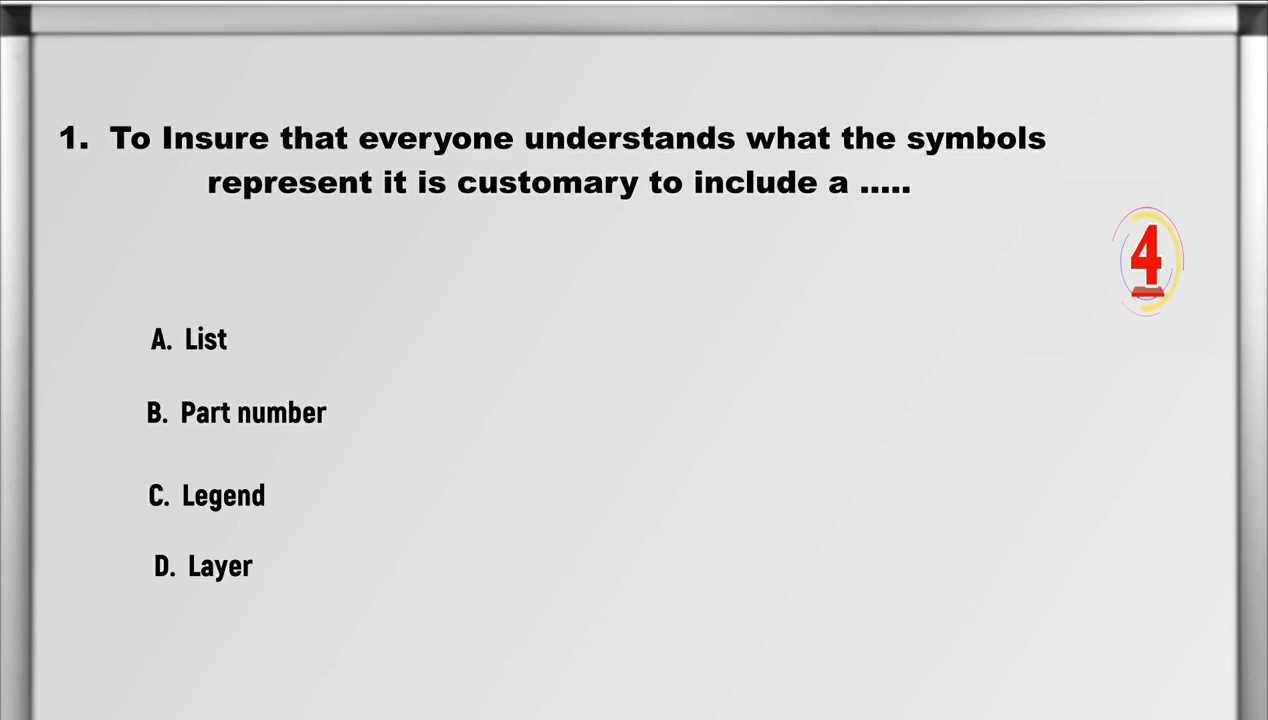 1. To Insure that everyone understands what the symbols
represent it is customary to include a .....
4
A. List
B. Part number
C. Legend
D. Layer